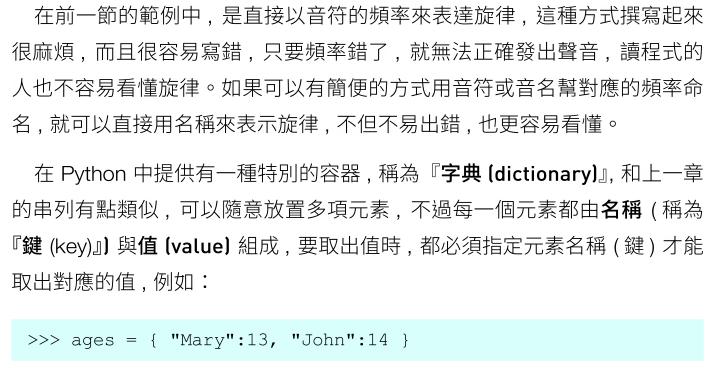 在前一節的範例中，是直接以音符的頻率來表達旋律，這種方式撰寫起來
很麻煩，而且很容易寫錯，只要頻率錯了，就無法正確發出聲音，讀程式的
人也不容易看懂旋律。如果可以有簡便的方式用音符或音名幫對應的頻率命
名，就可以直接用名稱來表示旋律，不但不易出錯，也更容易看懂。
在 Python 中提供有一種特別的容器，稱為『字典 (dictionary)』，和上一章
的串列有點類似，可以隨意放置多項元素，不過每一個元素都由名稱 (稱為
『鍵 (key)』) 與值 (value) 組成，要取出值時，都必須指定元素名稱 (鍵) 才能
取出對應的值，例如：
>>> ages = { "Mary":13, "John":14 }